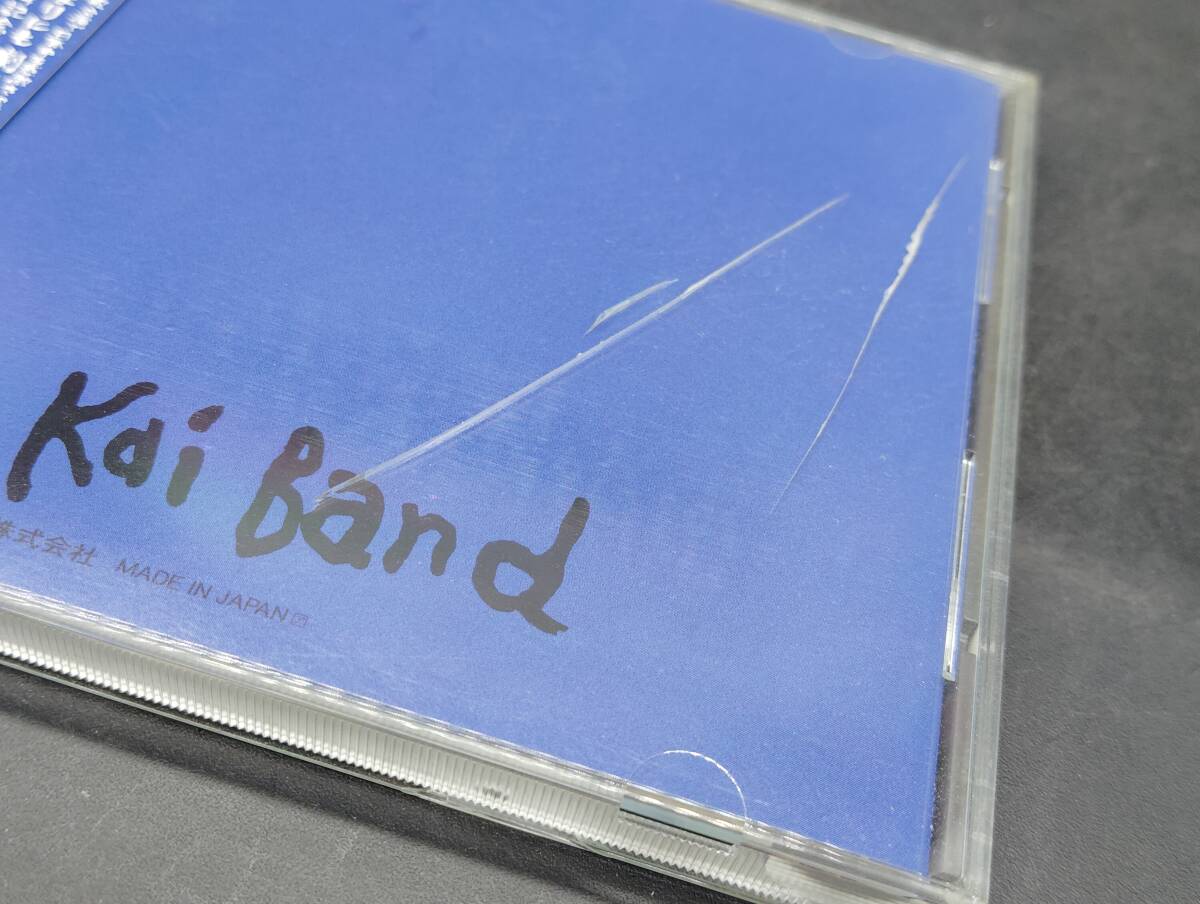 Kai Band
株式会社 MADE IN JAPAN